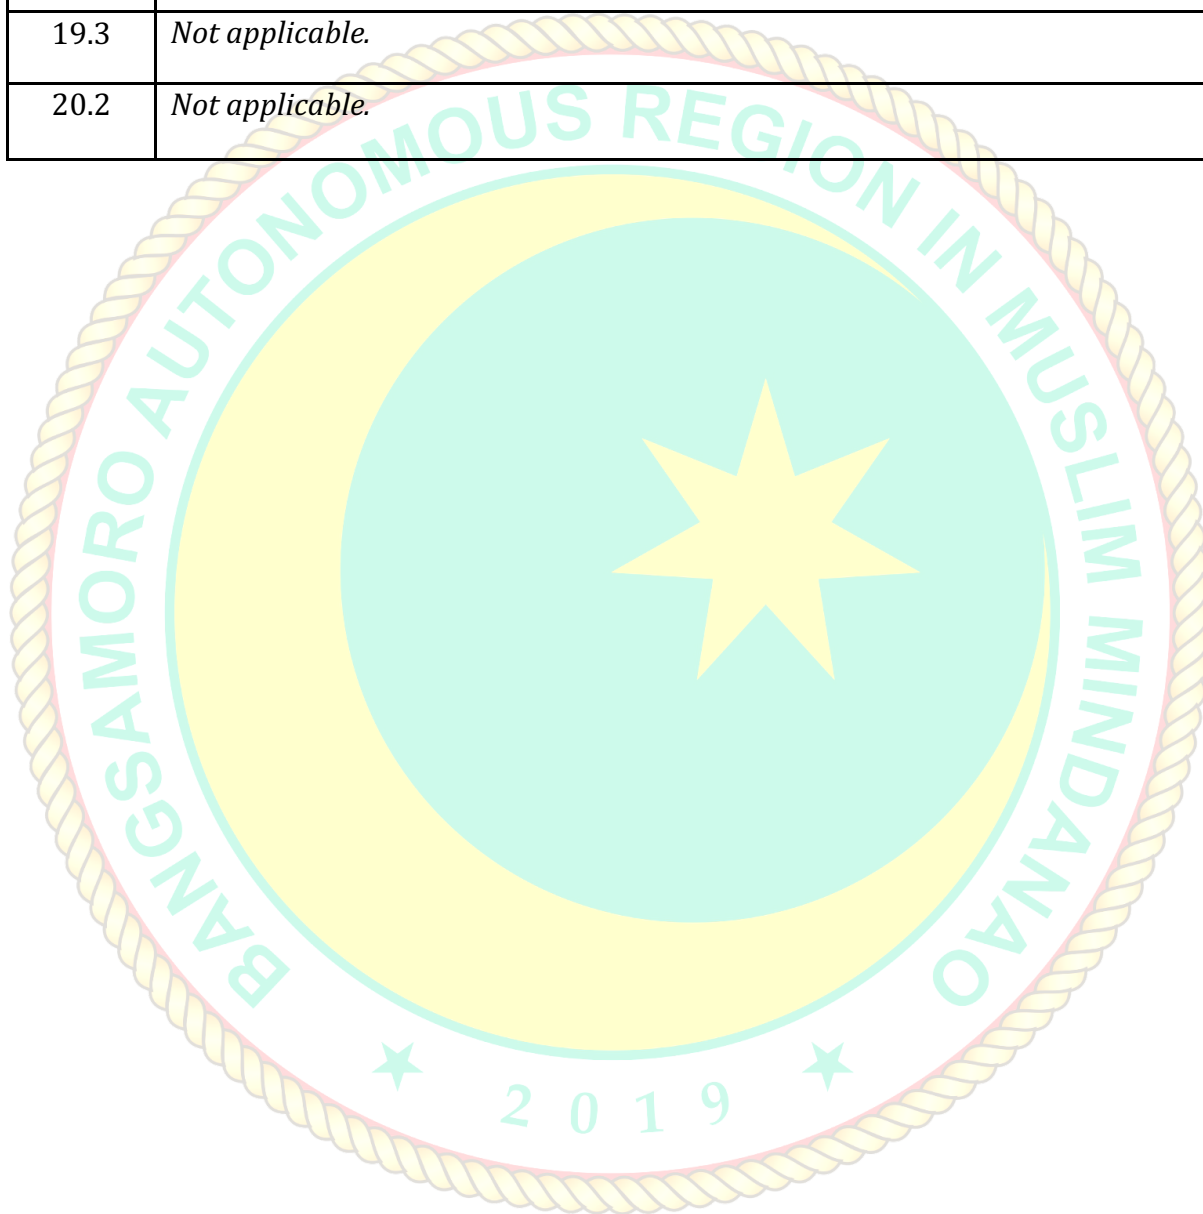 19.3 Not applicable.
20.2 Not applicable.
BANGSAMORO AUTONOMOUS REGION IN MUSLIM MINDANAO
2019